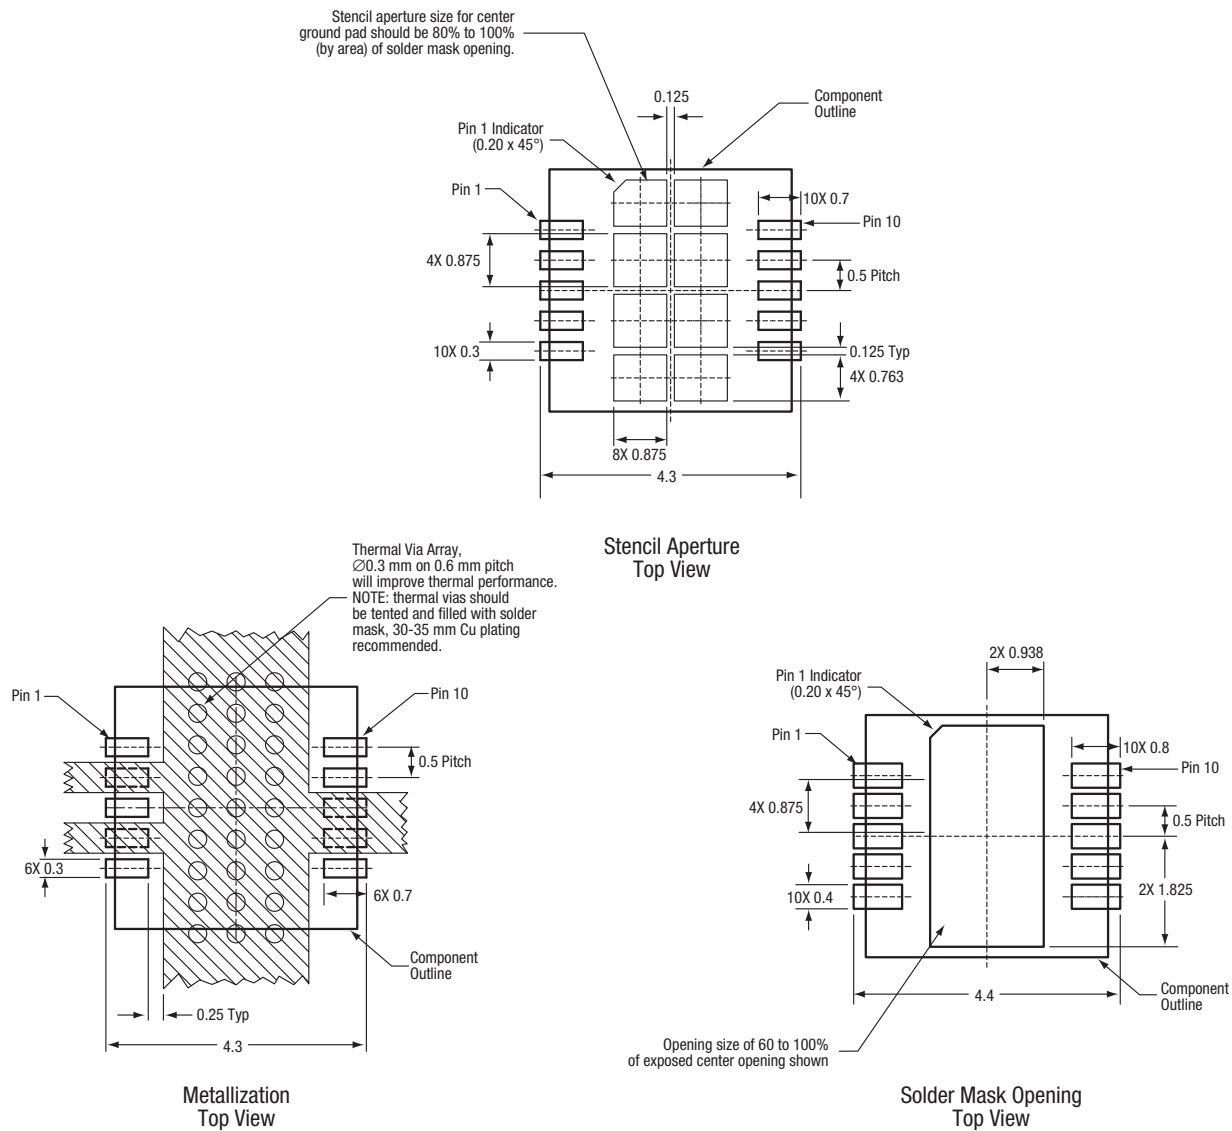 Stencil aperture size for center
ground pad should be 80% to 100%
(by area) of solder mask opening.
0.125
Component
Outline
Pin 1 Indicator
(0.20 x 45°)
Pin 1
10X 0.7
Pin 10
4X 0.875
0.5 Pitch
10X 0.3
0.125 Typ
4X 0.763
8X 0.875
4.3
Stencil Aperture
Top View
Thermal Via Array,
∅0.3 mm on 0.6 mm pitch
will improve thermal performance.
NOTE: thermal vias should
be tented and filled with solder
mask, 30-35 mm Cu plating
recommended.
Pin 1
Pin 10
0.5 Pitch
6X 0.3
6X 0.7
Component
Outline
0.25 Typ
4.3
Metallization
Top View
2X 0.938
Pin 1 Indicator
(0.20 x 45°)
Pin 1
10X 0.8
Pin 10
4X 0.875
0.5 Pitch
10X 0.4
2X 1.825
4.4
Component
Outline
Opening size of 60 to 100%
of exposed center opening shown
Solder Mask Opening
Top View